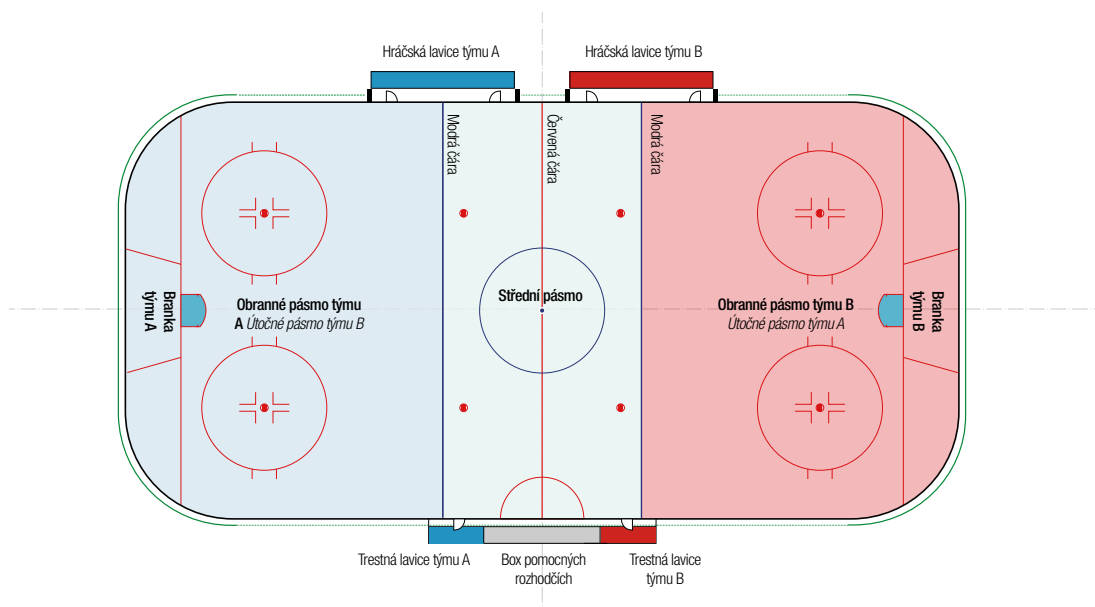 Hráčská lavice týmu A
Hráčská lavice týmu B
Modrá čára
Červená čára
Modrá čára
Branka
týmu A
Obranné pásmo týmu
A Útočné pásmo týmu B
Střední pásmo
Obranné pásmo týmu B
Útočné pásmo týmu A
Branka
týmu B
Trestná lavice týmu A
Box pomocných
rozhodčích
Trestná lavice
týmu B